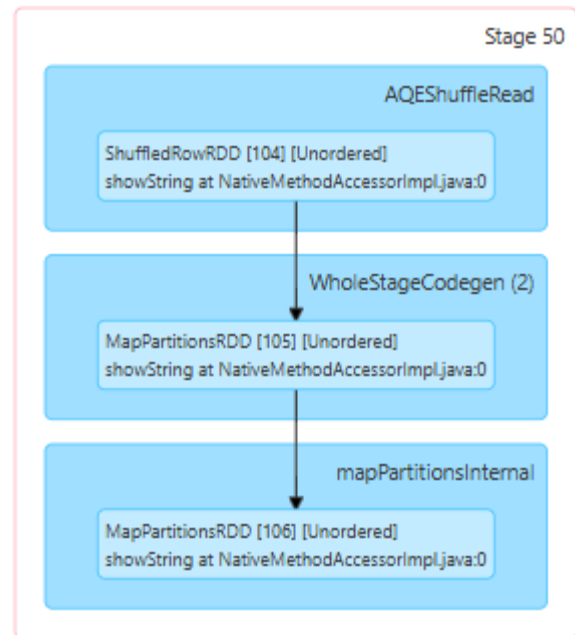 Stage 50
AQEShuffleRead
ShuffledRowRDD [104] [Unordered]
showString at NativeMethodAccessorImpl.java:0
WholeStageCodegen (2)
MapPartitionsRDD [105] [Unordered]
showString at NativeMethodAccessorImpl.java:0
mapPartitionsInternal
MapPartitionsRDD [106] [Unordered]
showString at NativeMethodAccessorImpl.java:0